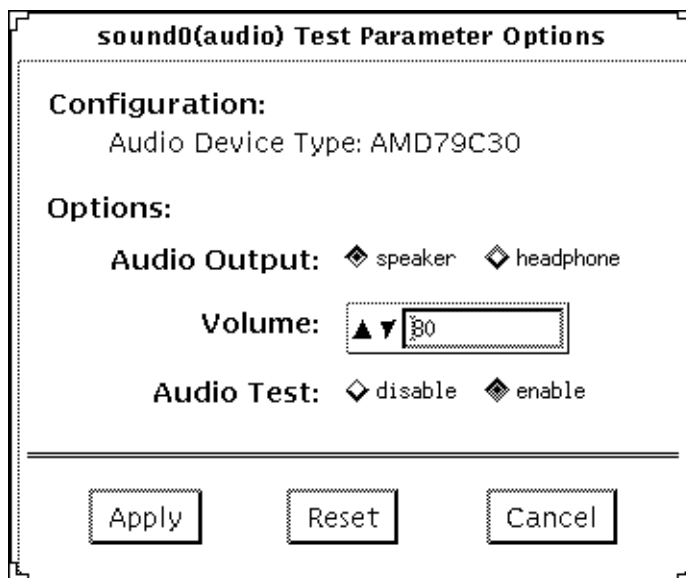 sound0(audio) Test Parameter Options
Configuration:
Audio Device Type: AMD79C30
Options:
Audio Output: speaker headphone
Volume: 80
Audio Test: disable enable
Apply Reset Cancel